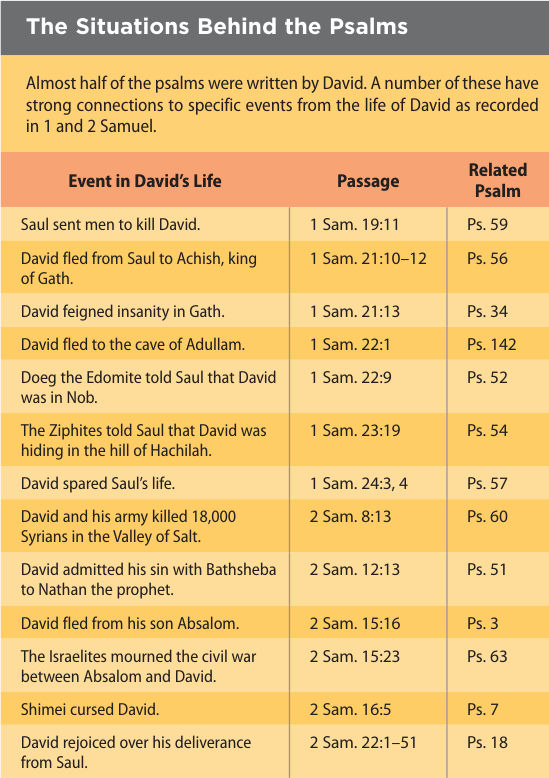 The Situations Behind the Psalms
Almost half of the psalms were written by David. A number of these have
strong connections to specific events from the life of David as recorded
in 1 and 2 Samuel.
Event in David's Life Passage Related Psalm
Saul sent men to kill David. 1 Sam. 19:11 Ps. 59
David fled from Saul to Achish, king 1 Sam. 21:10–12 Ps. 56
of Gath.
David feigned insanity in Gath. 1 Sam. 21:13 Ps. 34
David fled to the cave of Adullam. 1 Sam. 22:1 Ps. 142
Doeg the Edomite told Saul that David 1 Sam. 22:9 Ps. 52
was in Nob.
The Ziphites told Saul that David was 1 Sam. 23:19 Ps. 54
hiding in the hill of Hachilah.
David spared Saul's life. 1 Sam. 24:3, 4 Ps. 57
David and his army killed 18,000 2 Sam. 8:13 Ps. 60
Syrians in the Valley of Salt.
David admitted his sin with Bathsheba 2 Sam. 12:13 Ps. 51
to Nathan the prophet.
David fled from his son Absalom. 2 Sam. 15:16 Ps. 3
The Israelites mourned the civil war 2 Sam. 15:23 Ps. 63
between Absalom and David.
Shimei cursed David. 2 Sam. 16:5 Ps. 7
David rejoiced over his deliverance 2 Sam. 22:1–51 Ps. 18
from Saul.